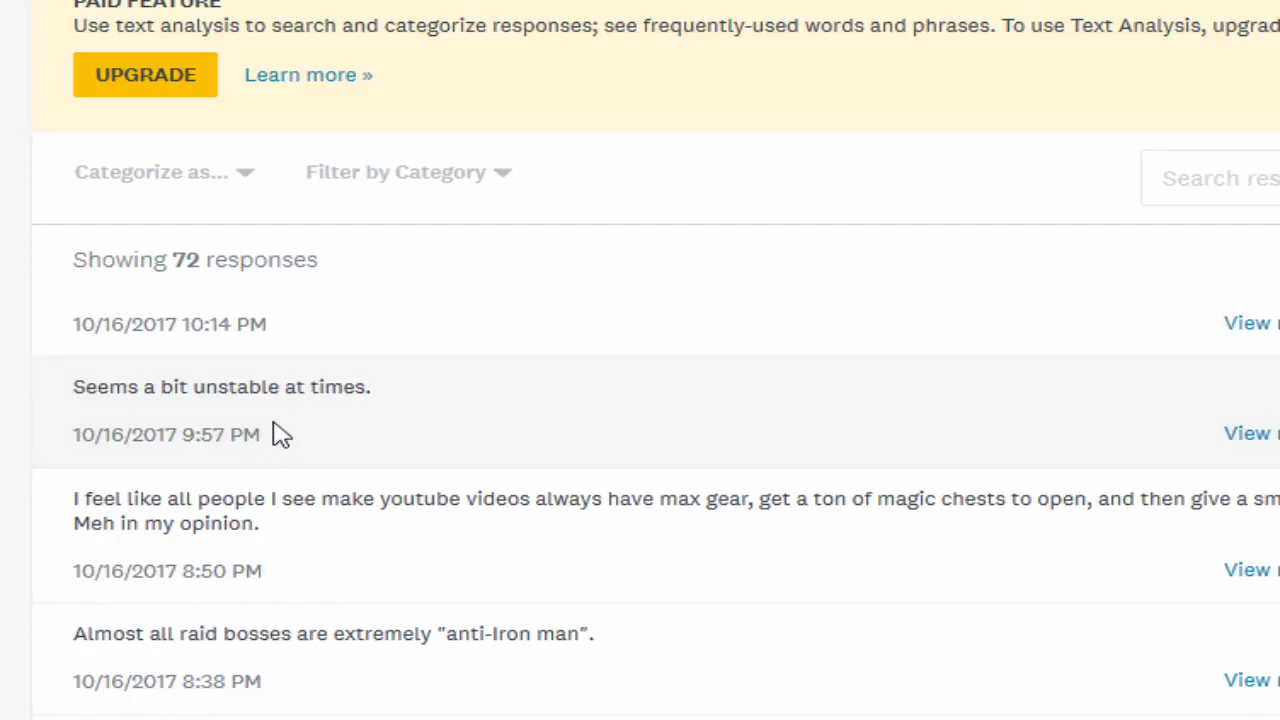 PAID FEATURE
Use text analysis to search and categorize responses; see frequently-used words and phrases. To use Text Analysis, upgrad
UPGRADE Learn more »
Categorize as... Filter by Category Search res
Showing 72 responses
10/16/2017 10:14 PM View r
Seems a bit unstable at times.
10/16/2017 9:57 PM View r
I feel like all people I see make youtube videos always have max gear, get a ton of magic chests to open, and then give a sm
Meh in my opinion.
10/16/2017 8:50 PM View r
Almost all raid bosses are extremely "anti-Iron man".
10/16/2017 8:38 PM View r